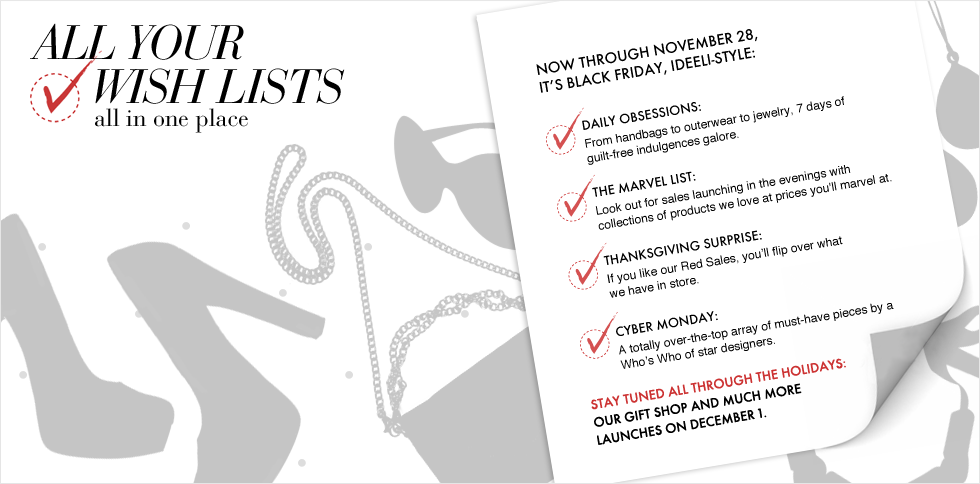 ALL YOUR
WISH LISTS
all in one place
NOW THROUGH NOVEMBER 28,
IT'S BLACK FRIDAY, IDEELI-STYLE:
DAILY OBSESSIONS:
From handbags to outerwear to jewelry, 7 days of
guilt-free indulgences galore.
THE MARVEL LIST:
Look out for sales launching in the evenings with
collections of products we love at prices you'll marvel at.
THANKSGIVING SURPRISE:
If you like our Red Sales, you'll flip over what
we have in store.
CYBER MONDAY:
A totally over-the-top array of must-have pieces by a
Who's Who of star designers.
STAY TUNED ALL THROUGH THE HOLIDAYS:
OUR GIFT SHOP AND MUCH MORE
LAUNCHES ON DECEMBER 1.